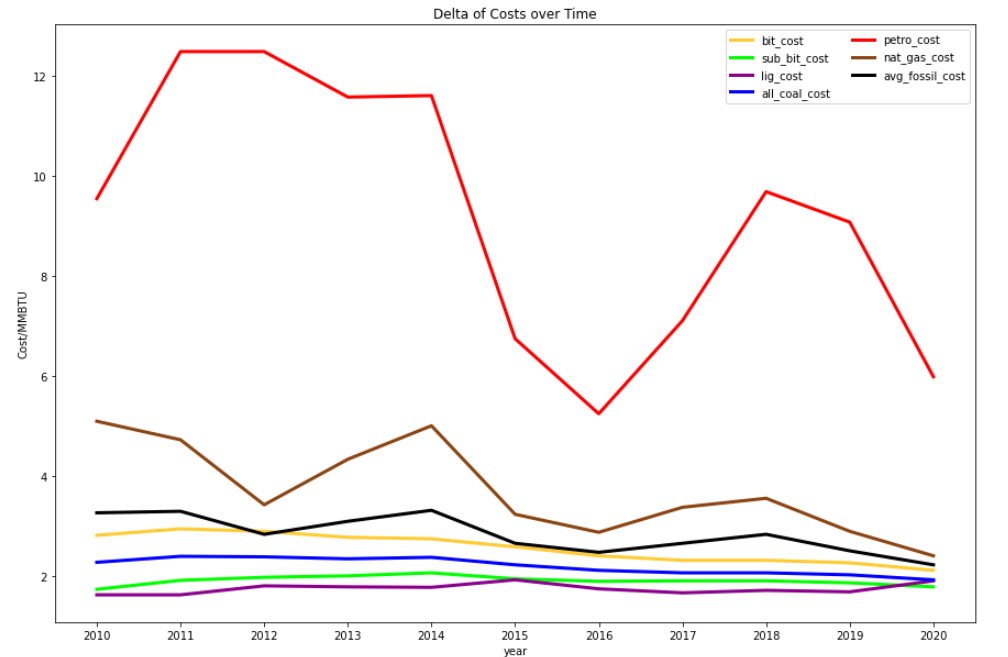 Delta of Costs over Time
bit_cost
sub_bit_cost
lig_cost
all_coal_cost
petro_cost
nat_gas_cost
avg_fossil_cost
Cost/MMBTU
12
10
8
6
4
2
2010 2011 2012 2013 2014 2015 2016 2017 2018 2019 2020
year